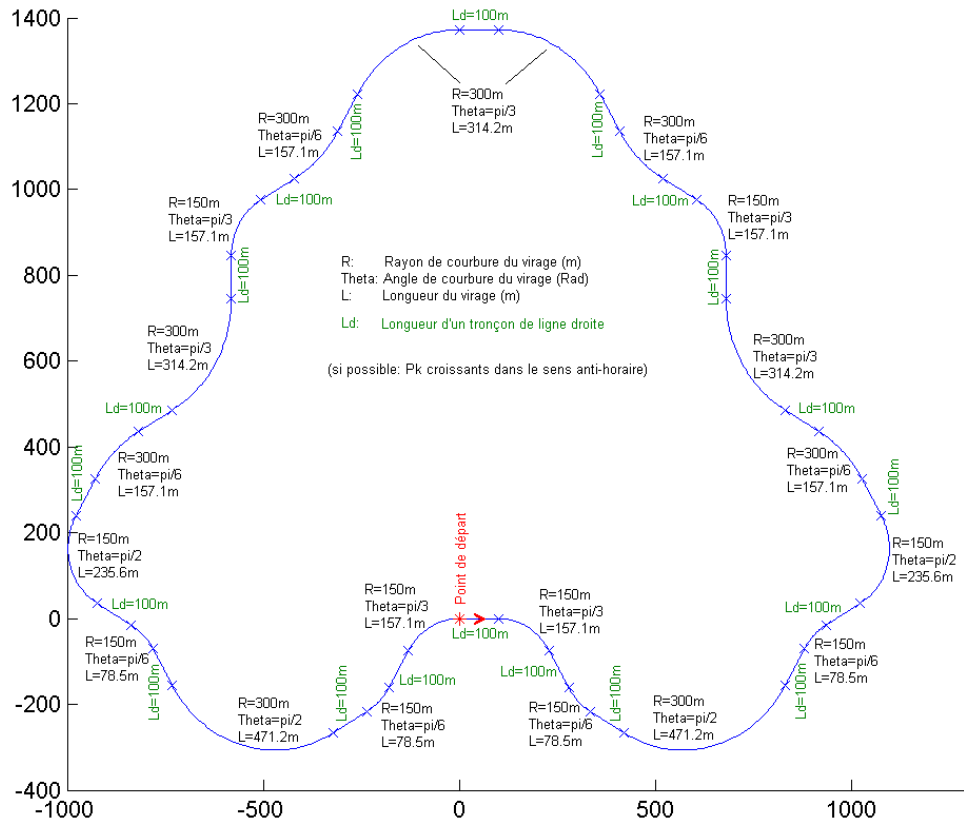 1400
1200
1000
800
600
400
200
0
-200
-400
-1000
-500
0
500
1000
Ld=100m
R=300m
Theta=pi/3
L=314.2m
Ld=100m
Ld=100m
R=300m
Theta=pi/6
L=157.1m
R=300m
Theta=pi/6
L=157.1m
Ld=100m
Ld=100m
R=150m
Theta=pi/3
L=157.1m
R=150m
Theta=pi/3
L=157.1m
Ld=100m
Ld=100m
R: Rayon de courbure du virage (m)
Theta: Angle de courbure du virage (Rad)
L: Longueur du virage (m)
Ld: Longueur d'un tronçon de ligne droite
(si possible: Pk croissants dans le sens anti-horaire)
R=300m
Theta=pi/3
L=314.2m
R=300m
Theta=pi/3
L=314.2m
Ld=100m
Ld=100m
R=300m
Theta=pi/6
L=157.1m
R=300m
Theta=pi/6
L=157.1m
Ld=100m
Ld=100m
R=150m
Theta=pi/2
L=235.6m
R=150m
Theta=pi/2
L=235.6m
Point de départ
Ld=100m
Ld=100m
R=150m
Theta=pi/3
L=157.1m
Ld=100m
R=150m
Theta=pi/3
L=157.1m
R=150m
Theta=pi/6
L=78.5m
R=150m
Theta=pi/6
L=78.5m
Ld=100m
Ld=100m
Ld=100m
Ld=100m
Ld=100m
Ld=100m
R=150m
Theta=pi/6
L=78.5m
R=150m
Theta=pi/6
L=78.5m
R=300m
Theta=pi/2
L=471.2m
R=300m
Theta=pi/2
L=471.2m